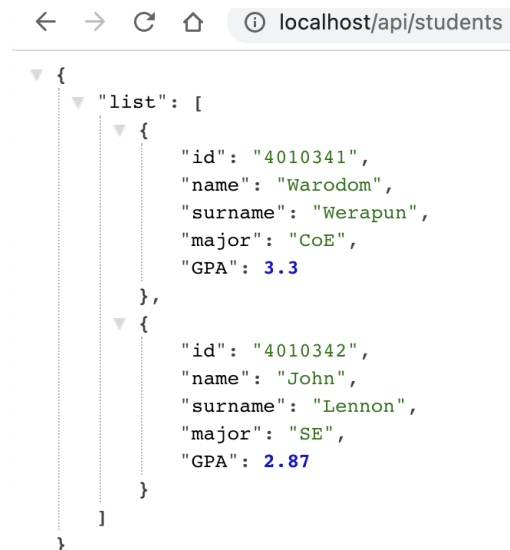 localhost/api/students
{
"list": [
{
"id": "4010341",
"name": "Warodom",
"surname": "Werapun",
"major": "CoE",
"GPA": 3.3
},
{
"id": "4010342",
"name": "John",
"surname": "Lennon",
"major": "SE",
"GPA": 2.87
}
]
}